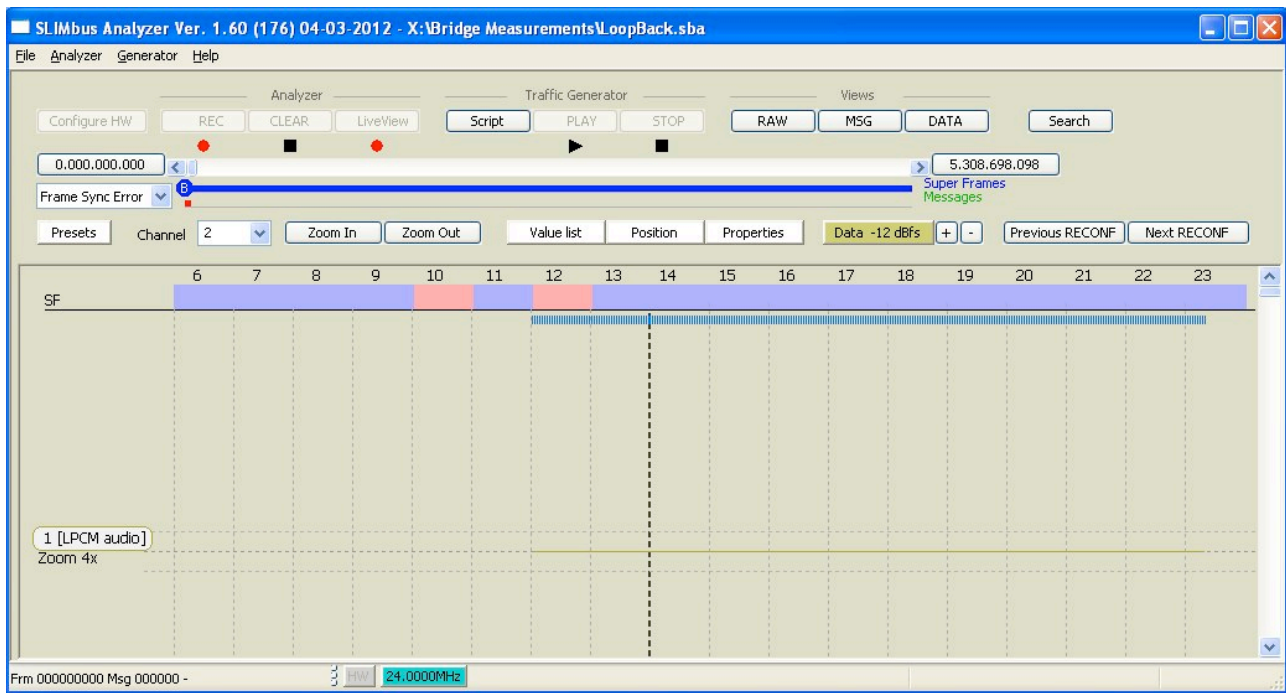 SLIMbus Analyzer Ver. 1.60 (176) 04-03-2012 - X:\Bridge Measurements\LoopBack.sba
File Analyzer Generator Help
Analyzer Traffic Generator Views
Configure HW REC CLEAR LiveView Script PLAY STOP RAW MSG DATA Search
0.000.000.000 5.308.698.098
Frame Sync Error B Super Frames
Messages
Presets Channel 2 Zoom In Zoom Out Value list Position Properties Data -12 dBfs + - Previous RECONF Next RECONF
6 7 8 9 10 11 12 13 14 15 16 17 18 19 20 21 22 23
SF
1 [LPCM audio]
Zoom 4x
Frm 000000000 Msg 000000 - HW 24.0000MHz